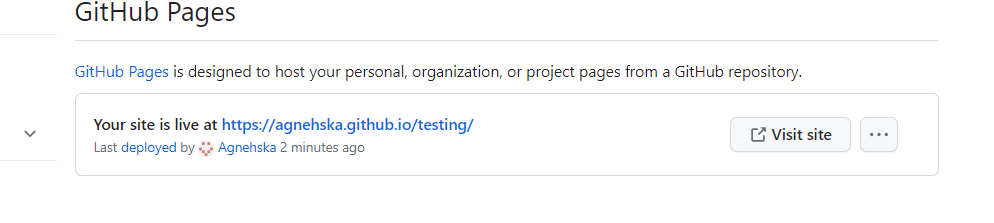 GitHub Pages
GitHub Pages is designed to host your personal, organization, or project pages from a GitHub repository.
Your site is live at https://agnehska.github.io/testing/
Last deployed by Agnehska 2 minutes ago
Visit site